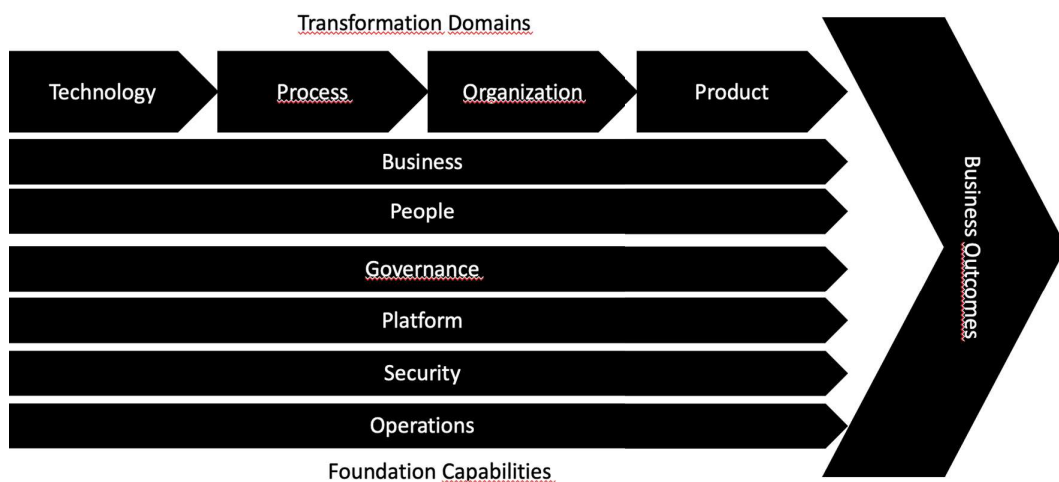 Transformation Domains
Technology
Process
Organization
Product
Business
People
Governance
Platform
Security
Operations
Foundation Capabilities
Business Outcomes